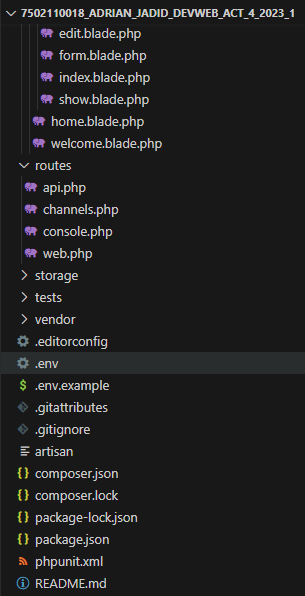 7502110018_ADRIAN_JADID_DEVWEB_ACT_4_2023_1
edit.blade.php
form.blade.php
index.blade.php
show.blade.php
home.blade.php
welcome.blade.php
routes
api.php
channels.php
console.php
web.php
storage
tests
vendor
.editorconfig
.env
$ .env.example
.gitattributes
.gitignore
artisan
{} composer.json
{} composer.lock
{} package-lock.json
{} package.json
phpunit.xml
README.md